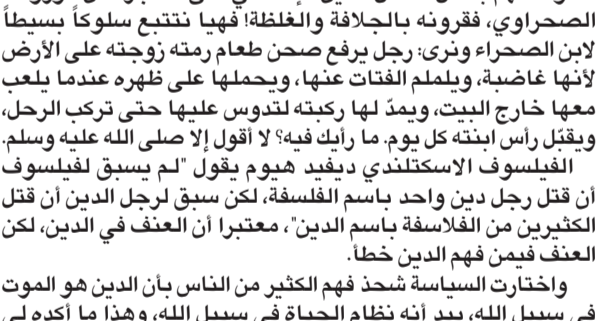 الصحراوي، فقرونه بالجلافة والغلظة! فهيا نتتبع سلوكاً بسيطاً
لابن الصحراء ونرى: رجل يرفع صحن طعام رمته زوجته على الأرض
لأنها غاضبة، ويلملم الفتات عنها، ويحملها على ظهره عندما يلعب
معها خارج البيت، ويمدّ لها ركبته لتدوس عليها حتى تركب الرحل،
ويقبّل رأس ابنته كل يوم. ما رأيك فيه؟ لا أقول إلا صلى الله عليه وسلم.
الفيلسوف الاسكتلندي ديفيد هيوم يقول "لم يسبق لفيلسوف
أن قتل رجل دين واحد باسم الفلسفة، لكن سبق لرجل الدين أن قتل
الكثيرين من الفلاسفة باسم الدين"، معتبرا أن العنف في الدين، لكن
العنف فيمن فهم الدين خطأ.
واختارت السياسة شحذ فهم الكثير من الناس بأن الدين هو الموت
في سبيل الله، بيد أنه نظام الحياة في سبيل الله، وهذا ما أكده لي